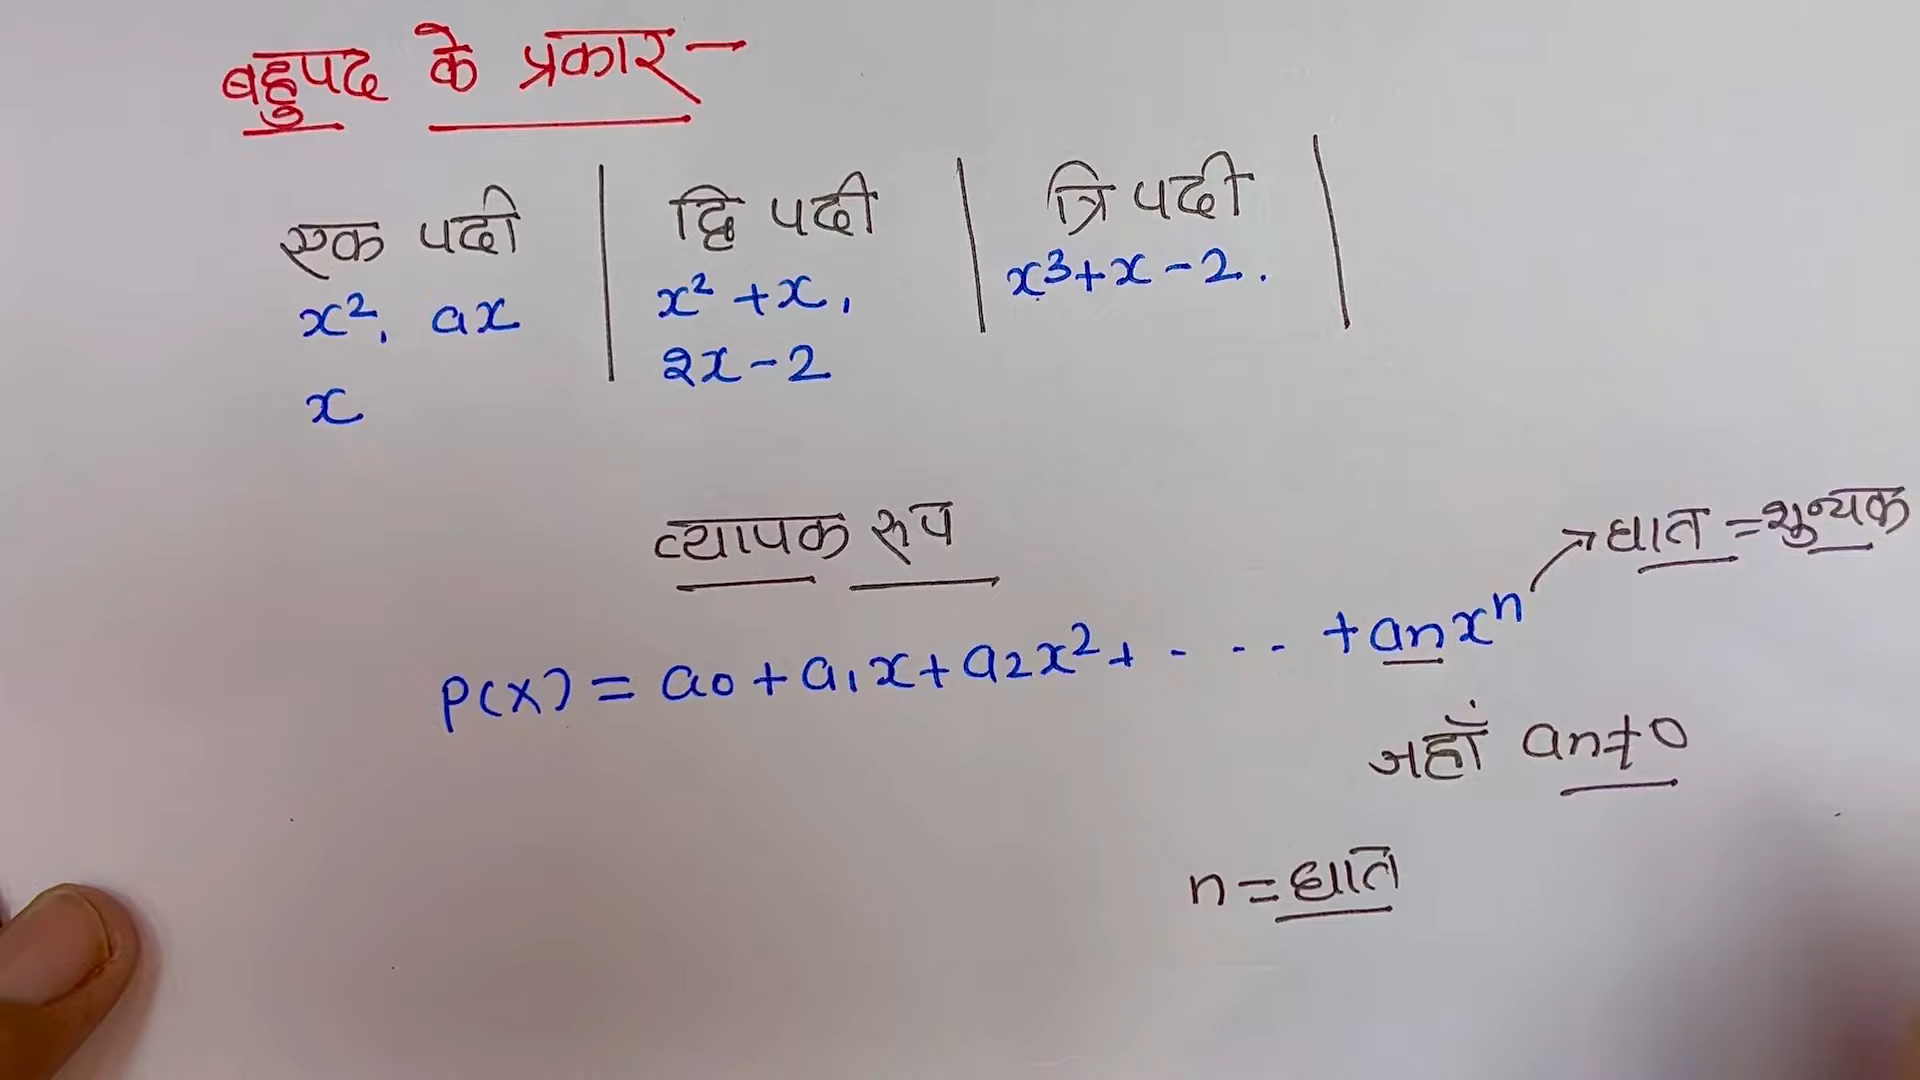 बहुपद के प्रकार–
एक पदी
x², ax
x
द्वि पदी
x² + x,
2x - 2
त्रि पदी
x³ + x - 2.
व्यापक रूप
→ घात = शून्यक
P(x) = a₀ + a₁x + a₂x² + - - - - + aₙxⁿ
जहाँ aₙ ≠ 0
n = घात